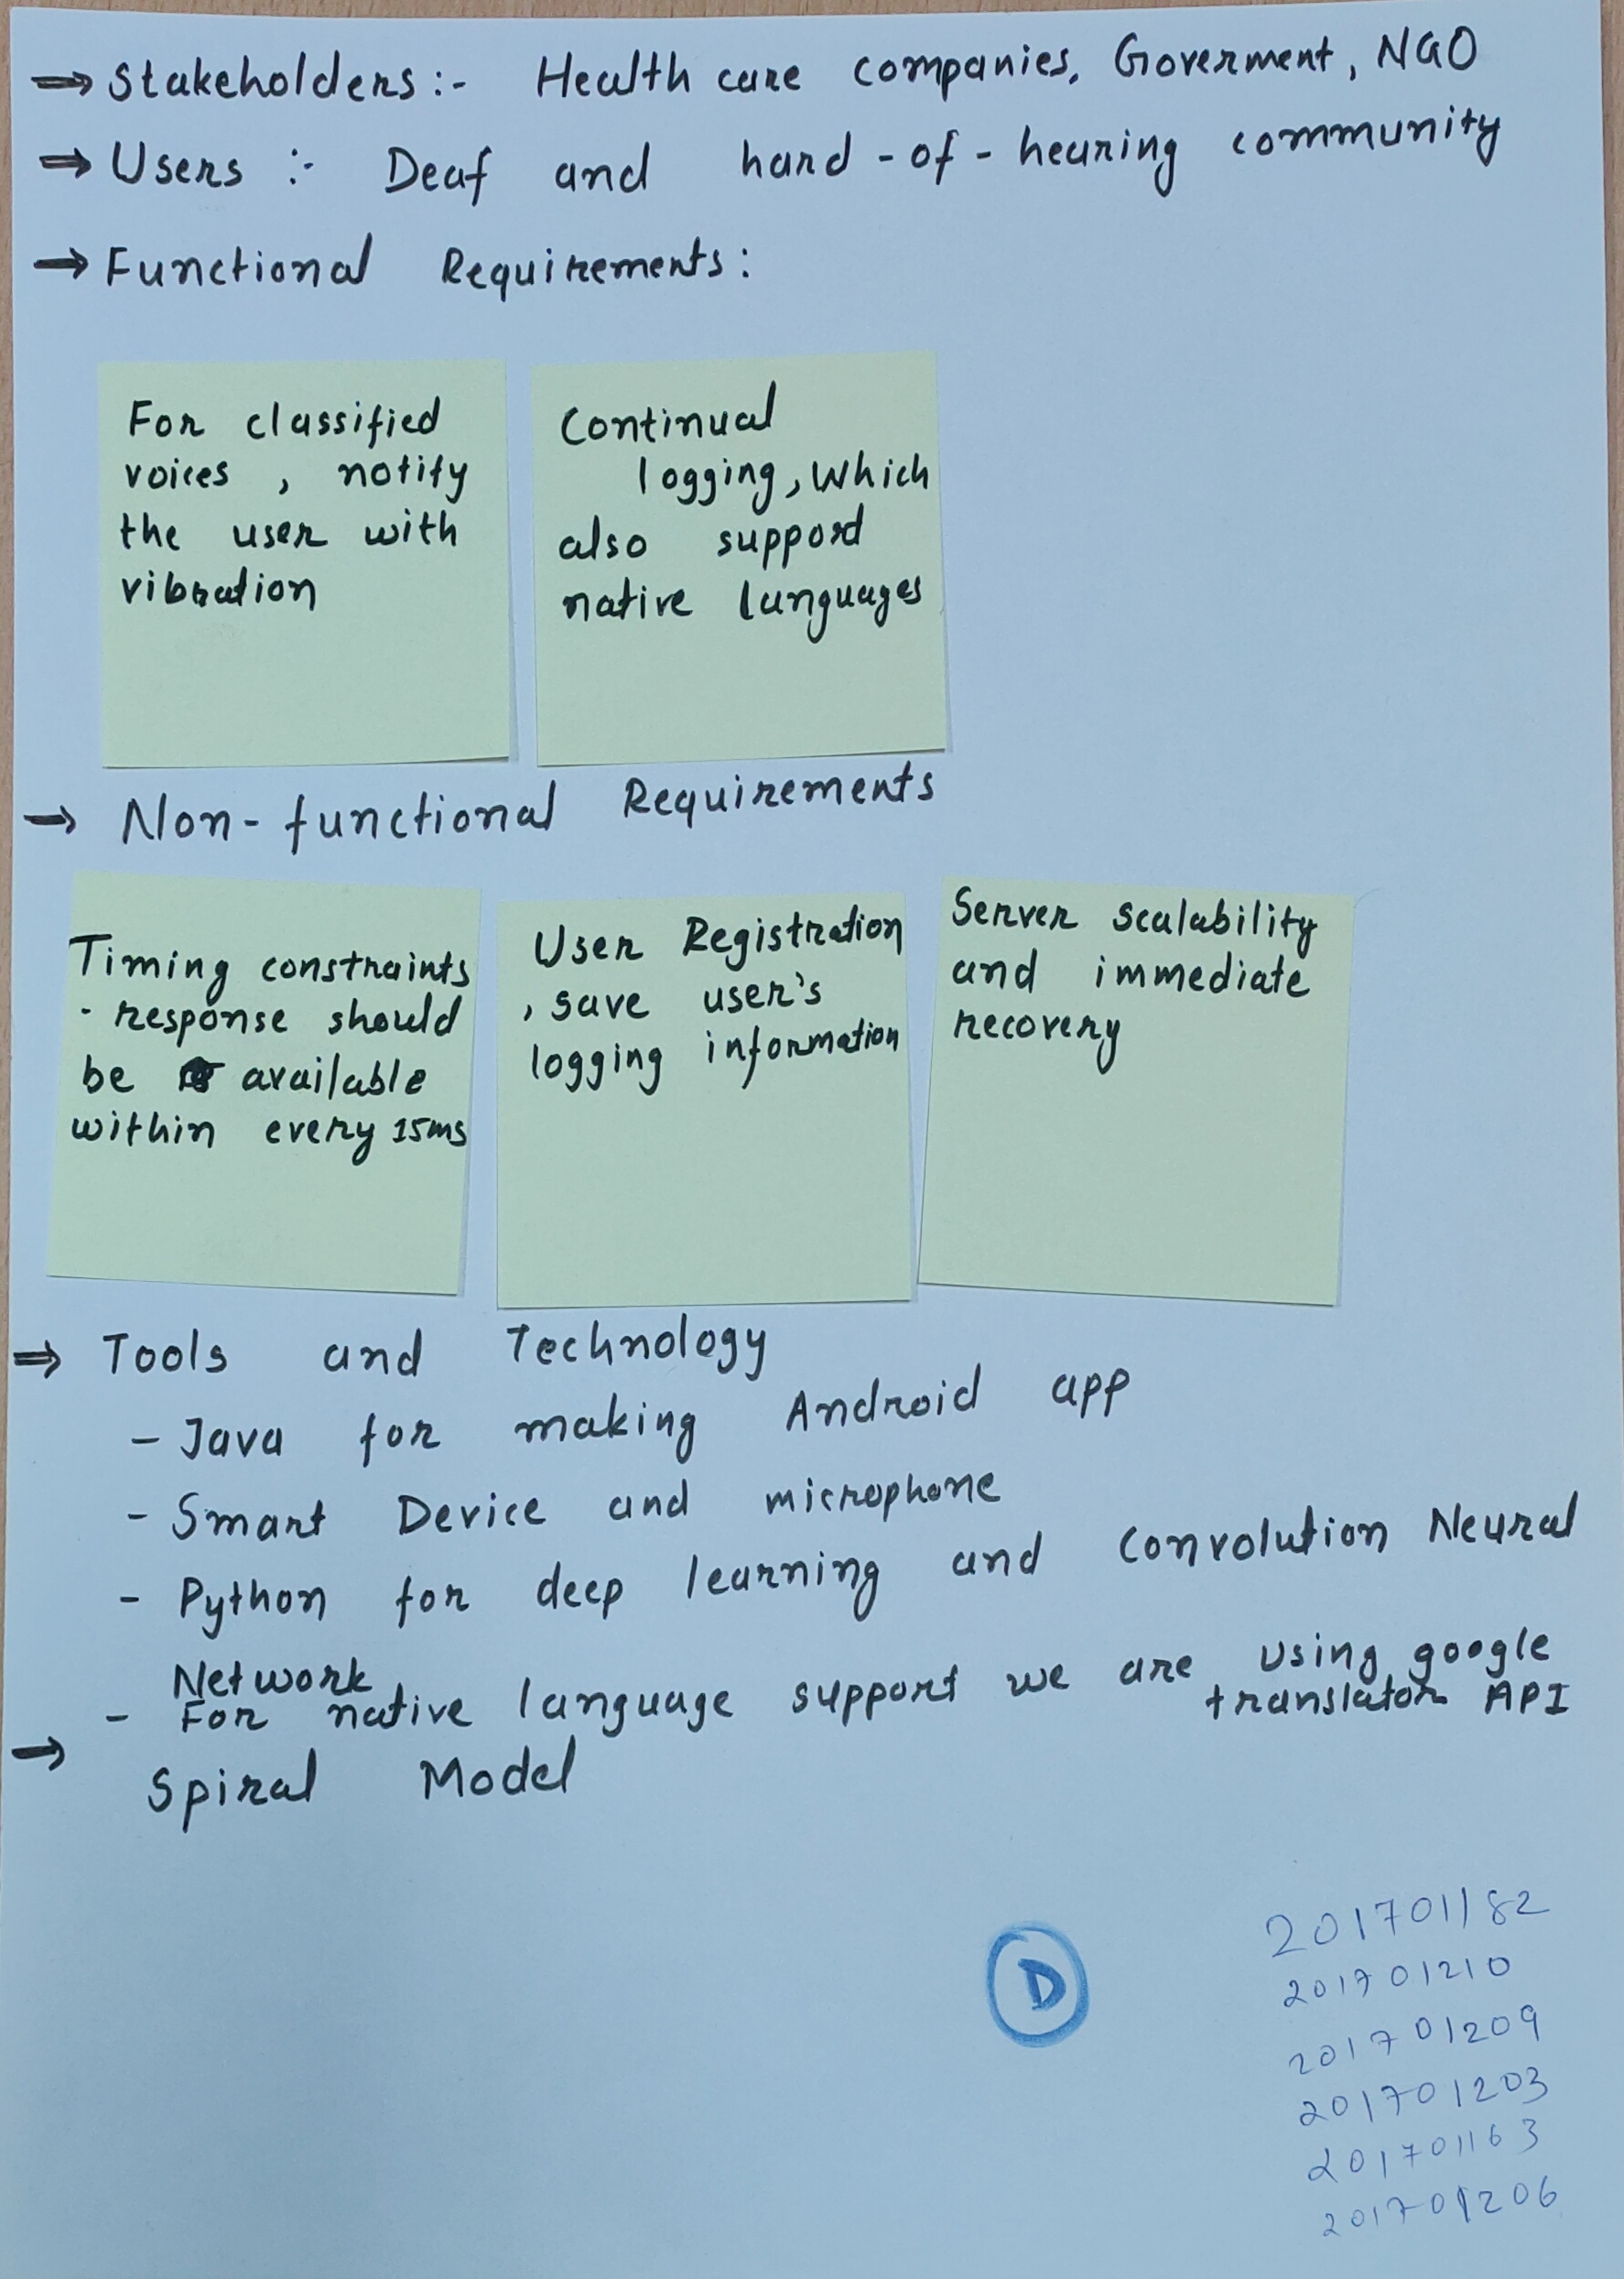 ⇒ Stakeholders :- Health care companies, Goverment, NGO
⇒ Users :- Deaf and hard-of-hearing community
⇒ Functional Requirements:
For classified
voices, notify
the user with
vibration
Continual
logging, which
also support
native languages
→ Non-functional Requirements
Timing constraints
- response should
be available
within every 15ms
User Registration
, save user's
logging information
Server scalability
and immediate
recovery
⇒ Tools and Technology
- Java for making Android app
- Smart Device and microphone
- Python for deep learning and Convolution Neural
Network
- For native language support we are using google
translator API
→ Spiral Model
D
201701182
201701210
201701209
201701203
201701163
201701206